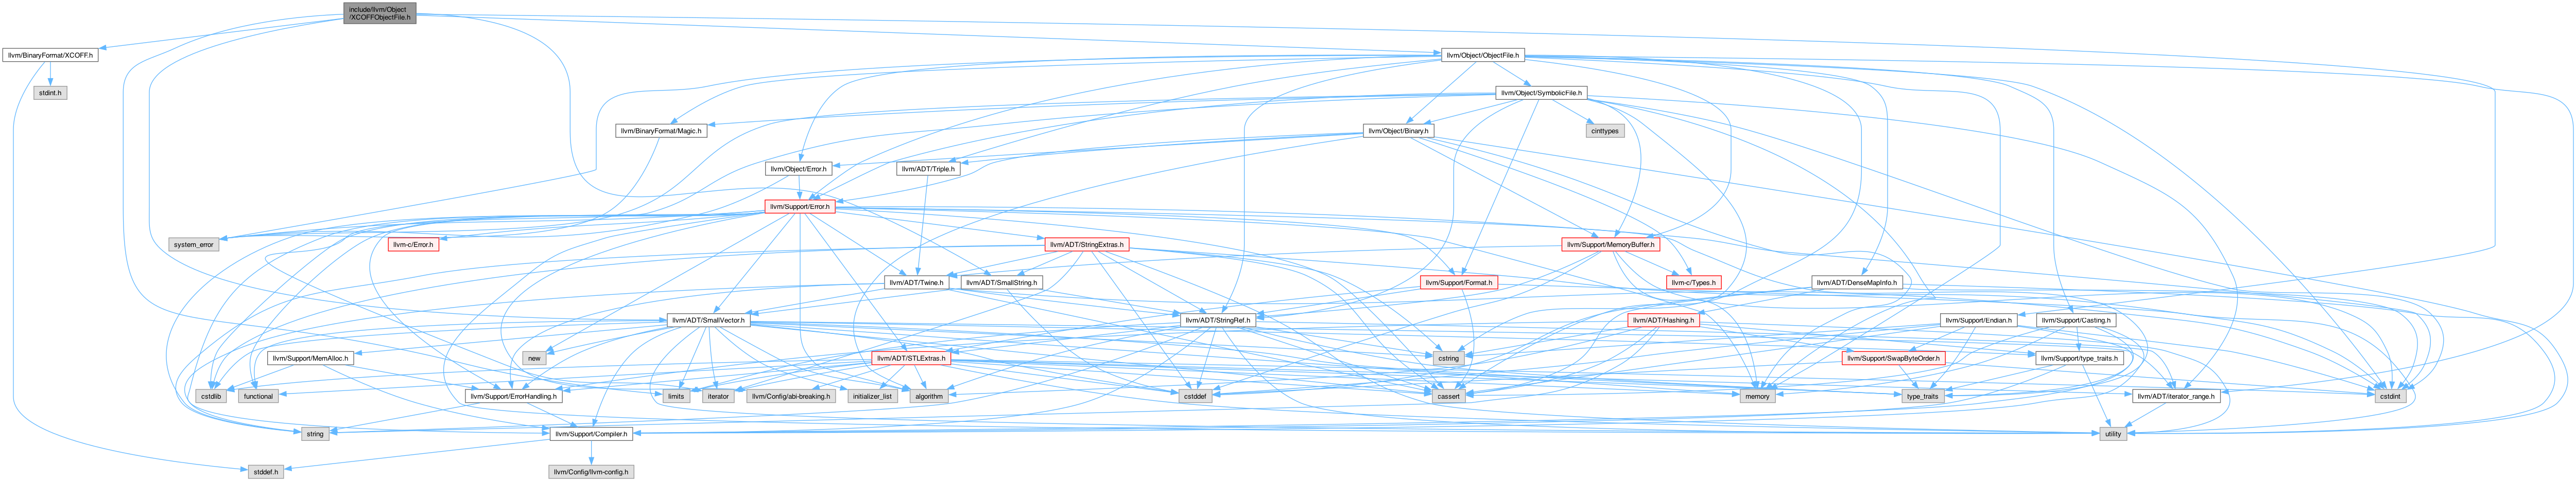 include/llvm/Object
/XCOFFObjectFile.h
llvm/BinaryFormat/XCOFF.h
llvm/Object/ObjectFile.h
stdint.h
llvm/Object/SymbolicFile.h
llvm/BinaryFormat/Magic.h
llvm/Object/Binary.h
cinttypes
llvm/Object/Error.h
llvm/ADT/Triple.h
llvm/Support/Error.h
system_error
llvm-c/Error.h
llvm/ADT/StringExtras.h
llvm/Support/MemoryBuffer.h
llvm/ADT/Twine.h
llvm/ADT/SmallString.h
llvm/Support/Format.h
llvm-c/Types.h
llvm/ADT/DenseMapInfo.h
llvm/ADT/SmallVector.h
llvm/ADT/StringRef.h
llvm/ADT/Hashing.h
llvm/Support/Endian.h
llvm/Support/Casting.h
llvm/Support/MemAlloc.h
new
llvm/ADT/STLExtras.h
cstring
llvm/Support/SwapByteOrder.h
llvm/Support/type_traits.h
cstdlib
functional
llvm/Support/ErrorHandling.h
limits
iterator
llvm/Config/abi-breaking.h
initializer_list
algorithm
cstddef
cassert
memory
type_traits
llvm/ADT/iterator_range.h
cstdint
string
llvm/Support/Compiler.h
utility
stddef.h
llvm/Config/llvm-config.h